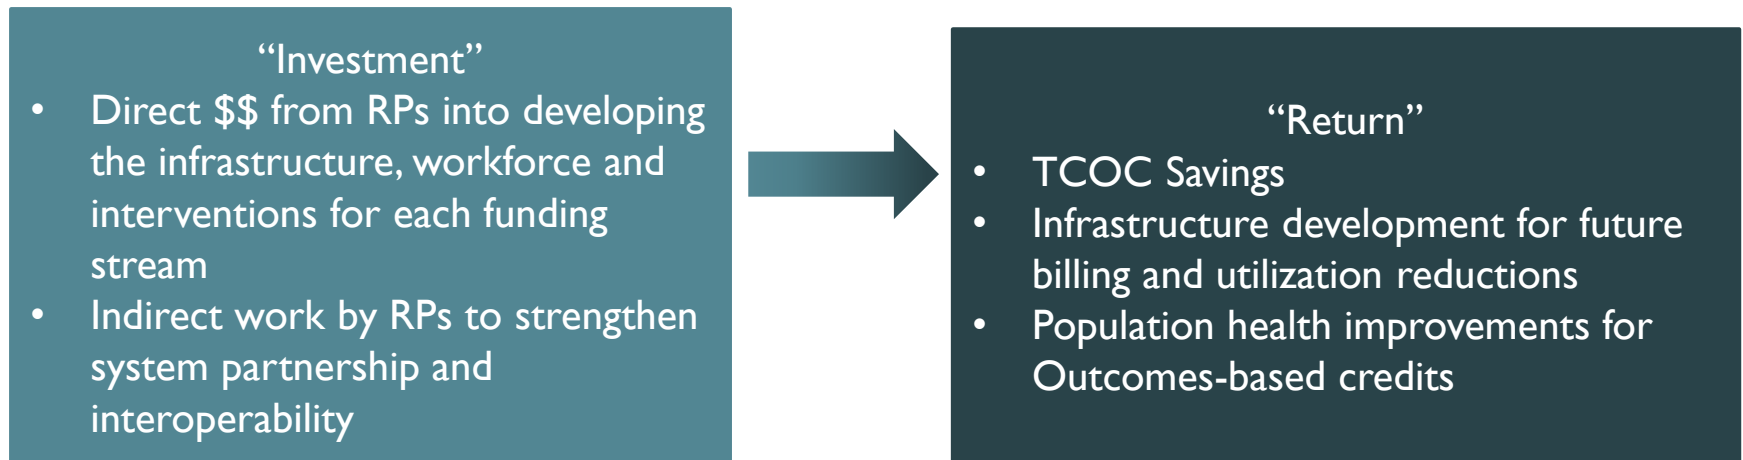 “Investment”
• Direct $$ from RPs into developing
the infrastructure, workforce and
interventions for each funding
stream
• Indirect work by RPs to strengthen
system partnership and
interoperability
“Return”
• TCOC Savings
• Infrastructure development for future
billing and utilization reductions
• Population health improvements for
Outcomes-based credits